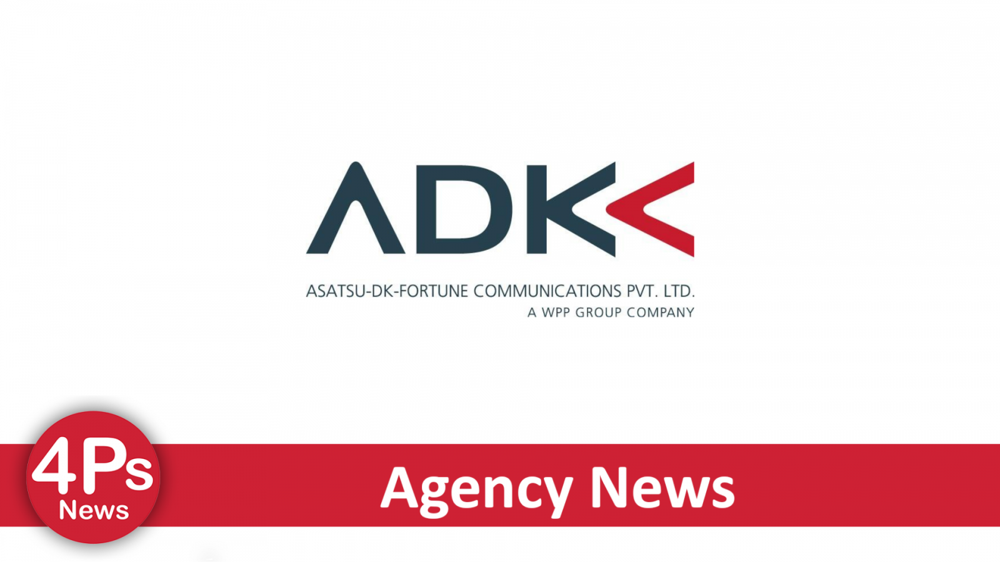 ADK
ASATSU-DK-FORTUNE COMMUNICATIONS PVT. LTD.
A WPP GROUP COMPANY
4Ps
News
Agency News